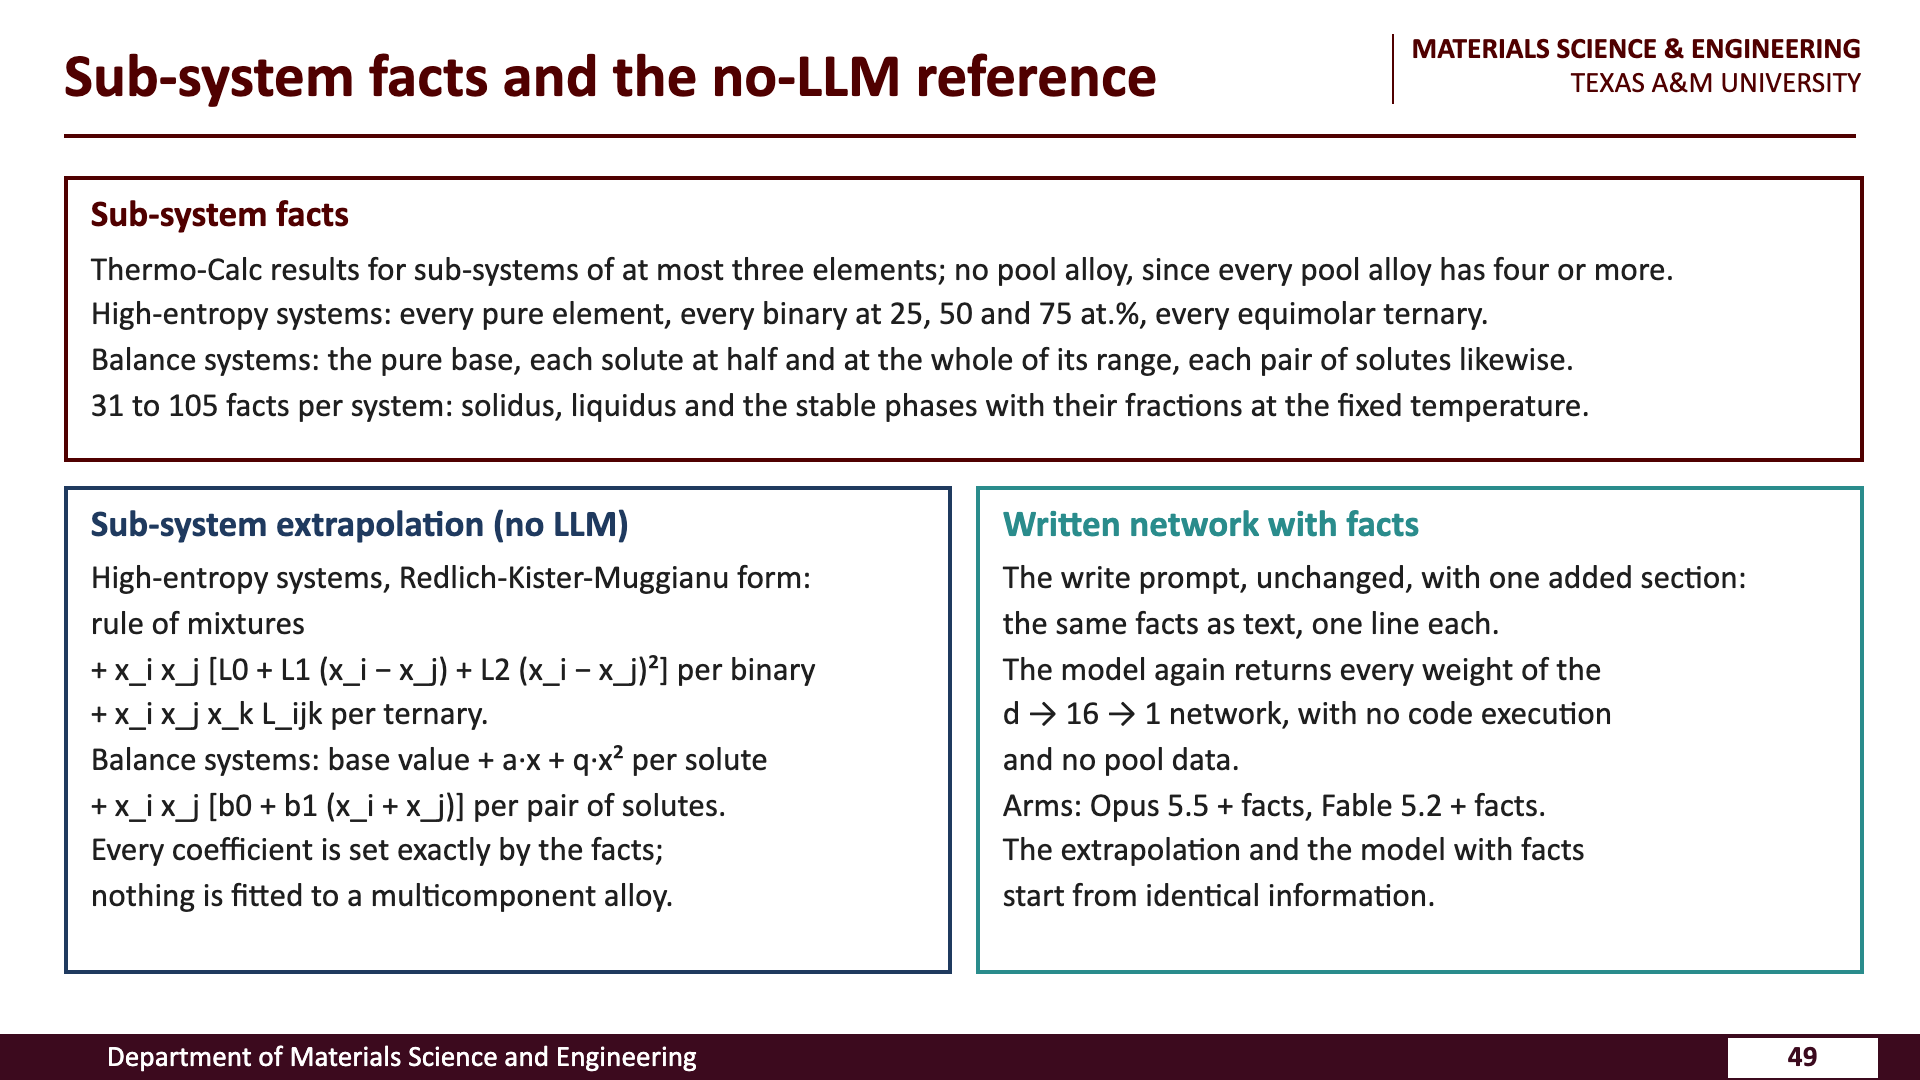 Sub-system facts and the no-LLM reference
MATERIALS SCIENCE & ENGINEERING
TEXAS A&M UNIVERSITY
Sub-system facts
Thermo-Calc results for sub-systems of at most three elements; no pool alloy, since every pool alloy has four or more.
High-entropy systems: every pure element, every binary at 25, 50 and 75 at.%, every equimolar ternary.
Balance systems: the pure base, each solute at half and at the whole of its range, each pair of solutes likewise.
31 to 105 facts per system: solidus, liquidus and the stable phases with their fractions at the fixed temperature.
Sub-system extrapolation (no LLM)
High-entropy systems, Redlich-Kister-Muggianu form:
rule of mixtures
+ x_i x_j [L0 + L1 (x_i − x_j) + L2 (x_i − x_j)²] per binary
+ x_i x_j x_k L_ijk per ternary.
Balance systems: base value + a·x + q·x² per solute
+ x_i x_j [b0 + b1 (x_i + x_j)] per pair of solutes.
Every coefficient is set exactly by the facts;
nothing is fitted to a multicomponent alloy.
Written network with facts
The write prompt, unchanged, with one added section:
the same facts as text, one line each.
The model again returns every weight of the
d → 16 → 1 network, with no code execution
and no pool data.
Arms: Opus 5.5 + facts, Fable 5.2 + facts.
The extrapolation and the model with facts
start from identical information.
Department of Materials Science and Engineering
49